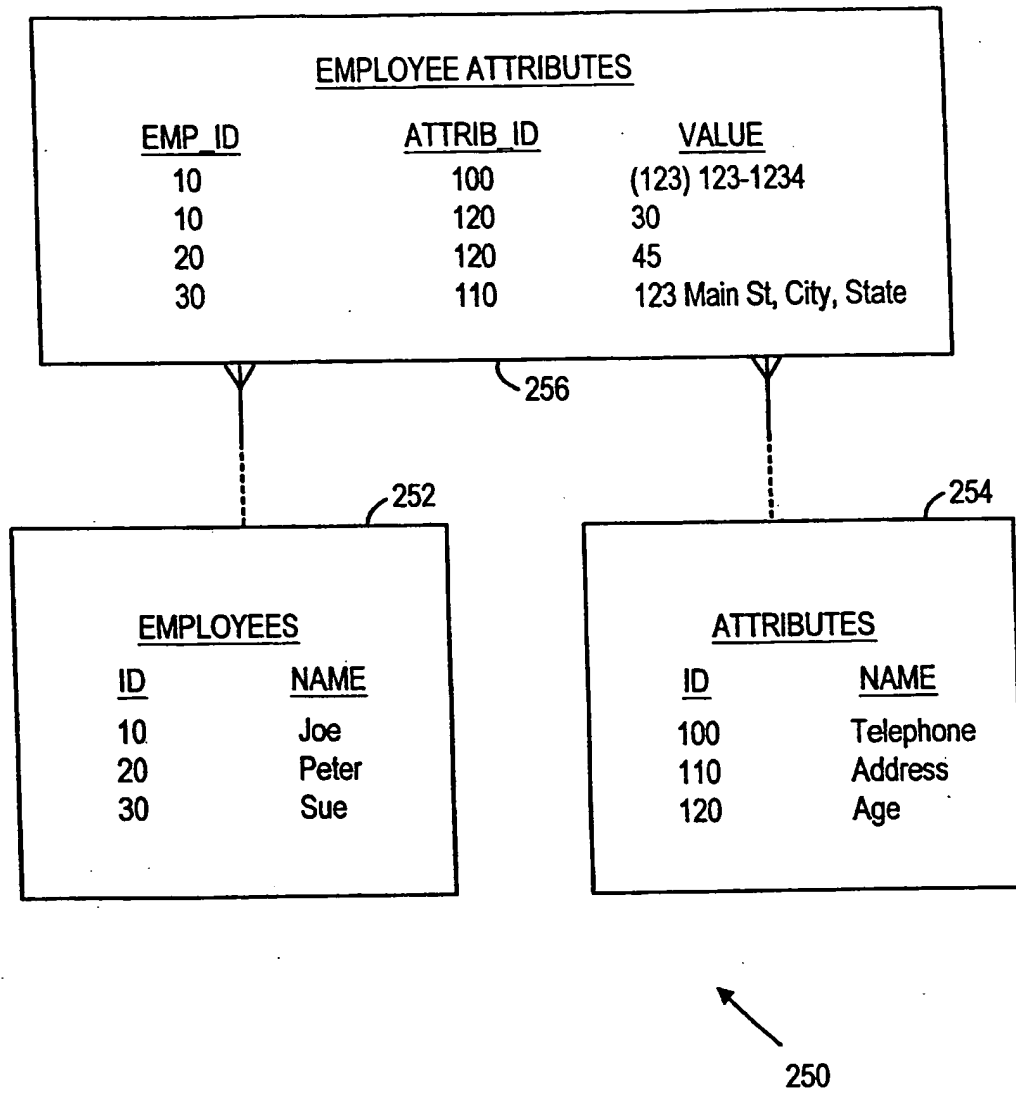 EMPLOYEE ATTRIBUTES
EMP_ID ATTRIB_ID VALUE
10 100 (123) 123-1234
10 120 30
20 120 45
30 110 123 Main St, City, State
256
252
254
EMPLOYEES
ID NAME
10 Joe
20 Peter
30 Sue
ATTRIBUTES
ID NAME
100 Telephone
110 Address
120 Age
250